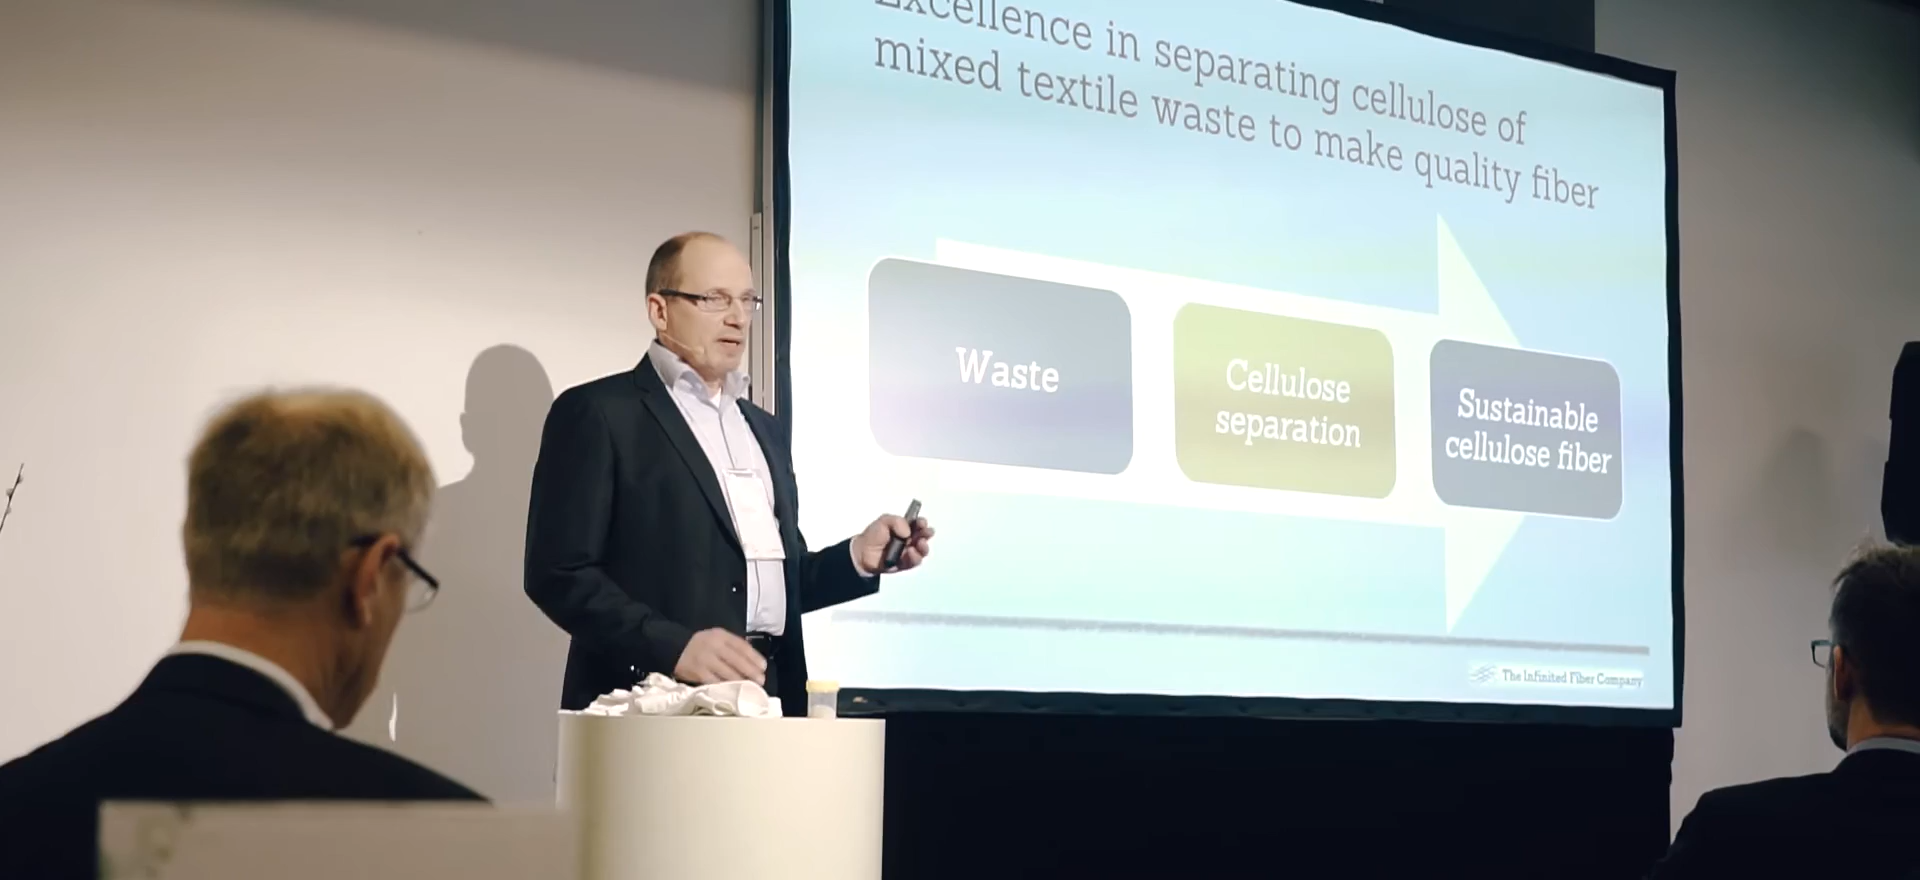 Excellence in separating cellulose of
mixed textile waste to make quality fiber
Waste
Cellulose
separation
Sustainable
cellulose fiber
The Infinited Fiber Company